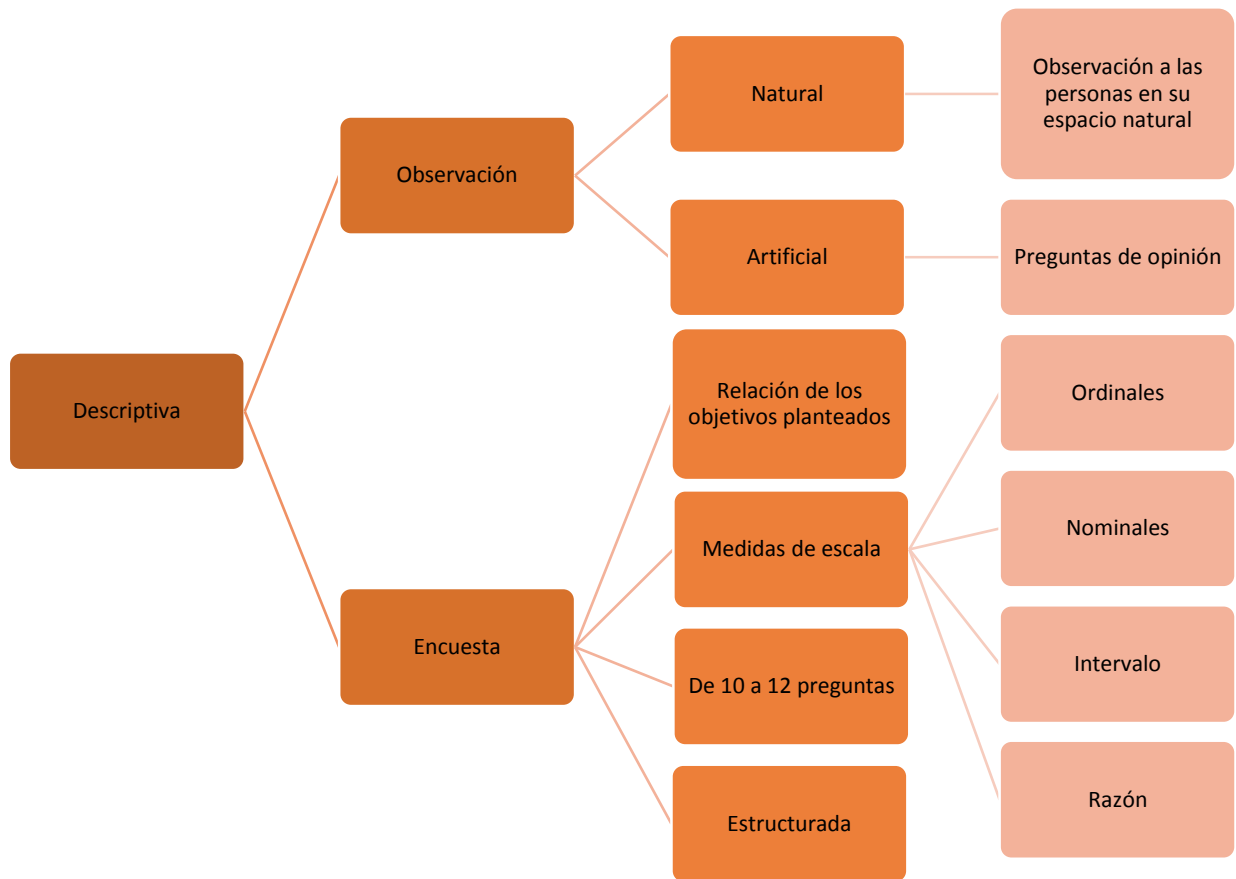 Descriptiva
Observación
Natural
Observación a las
personas en su
espacio natural
Artificial
Preguntas de opinión
Encuesta
Relación de los
objetivos planteados
Medidas de escala
Ordinales
Nominales
Intervalo
Razón
De 10 a 12 preguntas
Estructurada